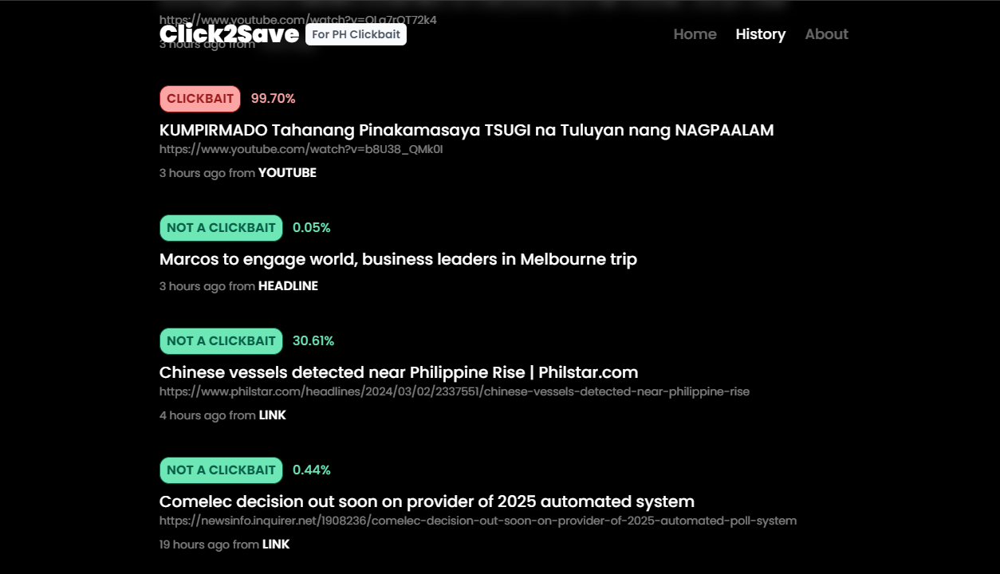 https://www.youtube.com/watch?v=OLa7rOT72k4
Click2Save For PH Clickbait Home History About
3 hours ago from
CLICKBAIT 99.70%
KUMPIRMADO Tahanang Pinakamasaya TSUGI na Tuluyan nang NAGPAALAM
https://www.youtube.com/watch?v=b8U38_QMk0I
3 hours ago from YOUTUBE
NOT A CLICKBAIT 0.05%
Marcos to engage world, business leaders in Melbourne trip
3 hours ago from HEADLINE
NOT A CLICKBAIT 30.61%
Chinese vessels detected near Philippine Rise | Philstar.com
https://www.philstar.com/headlines/2024/03/02/2337551/chinese-vessels-detected-near-philippine-rise
4 hours ago from LINK
NOT A CLICKBAIT 0.44%
Comelec decision out soon on provider of 2025 automated system
https://newsinfo.inquirer.net/1908236/comelec-decision-out-soon-on-provider-of-2025-automated-poll-system
19 hours ago from LINK